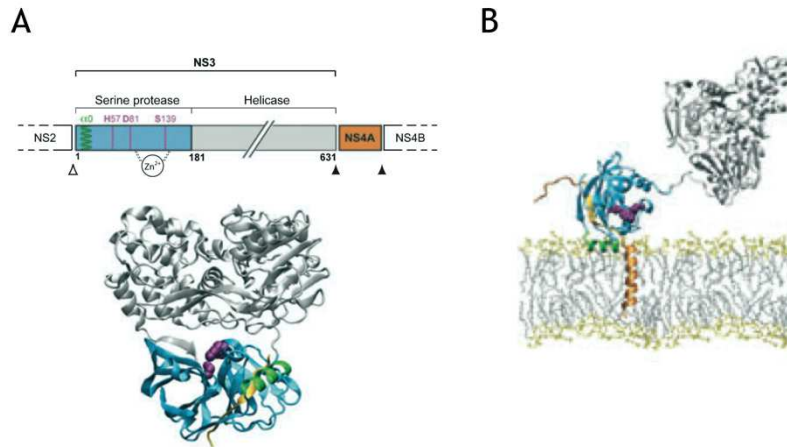 A
B
NS3
Serine protease
Helicase
α0
H57 D81
S139
NS2
NS4A
NS4B
1
Zn2+
181
631